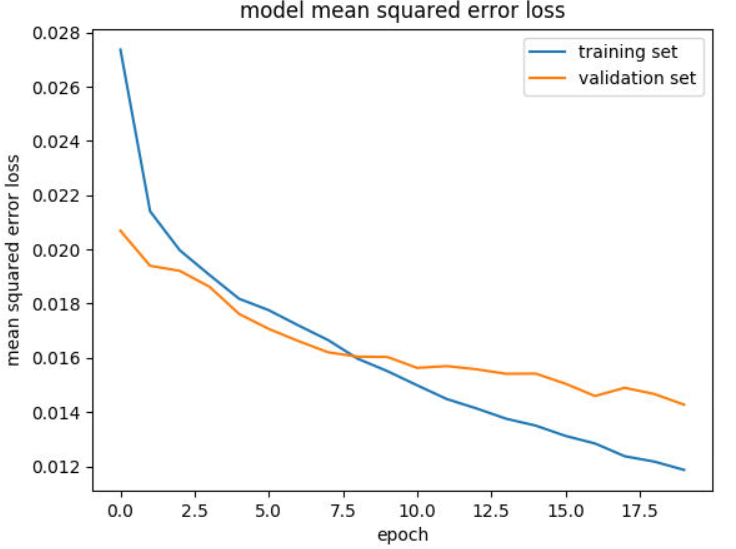 model mean squared error loss
training set
validation set
0.028
0.026
0.024
0.022
0.020
0.018
0.016
0.014
0.012
mean squared error loss
0.0 2.5 5.0 7.5 10.0 12.5 15.0 17.5
epoch